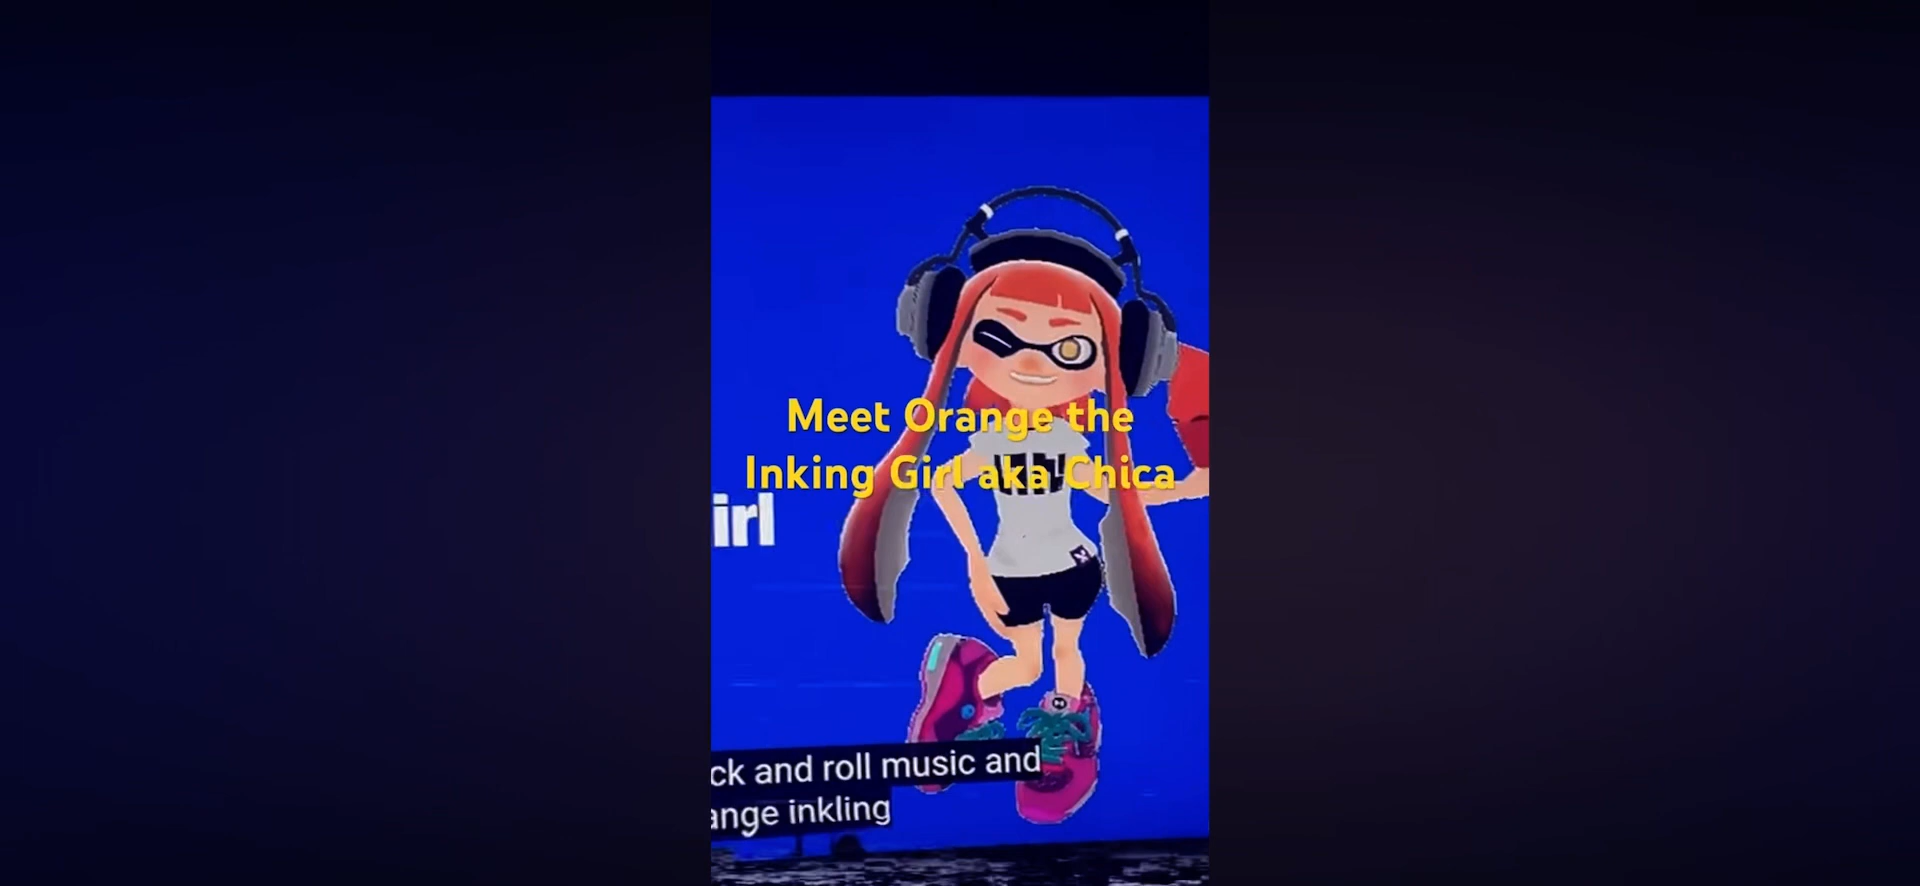 Meet Orange the
Inking Girl aka Chica
irl
ck and roll music and
ange inkling